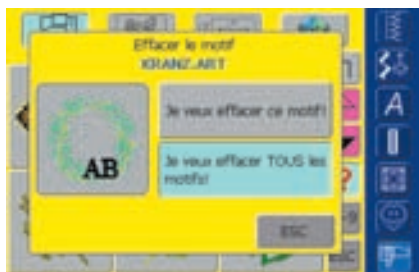 Effacer le motif
KRANZ.ART
AB
Je veux effacer ce motif!
Je veux effacer TOUS les
motifs!
ESC
A
?